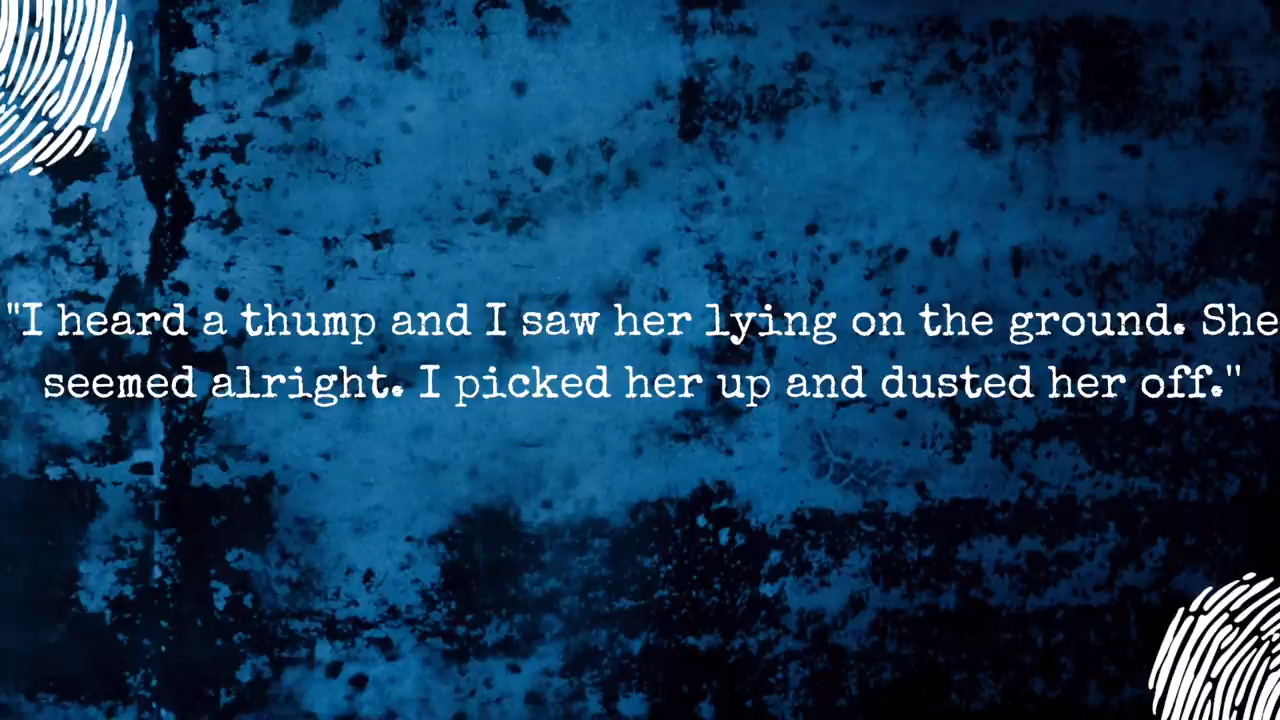 "I heard a thump and I saw her lying on the ground. She
seemed alright. I picked her up and dusted her off."